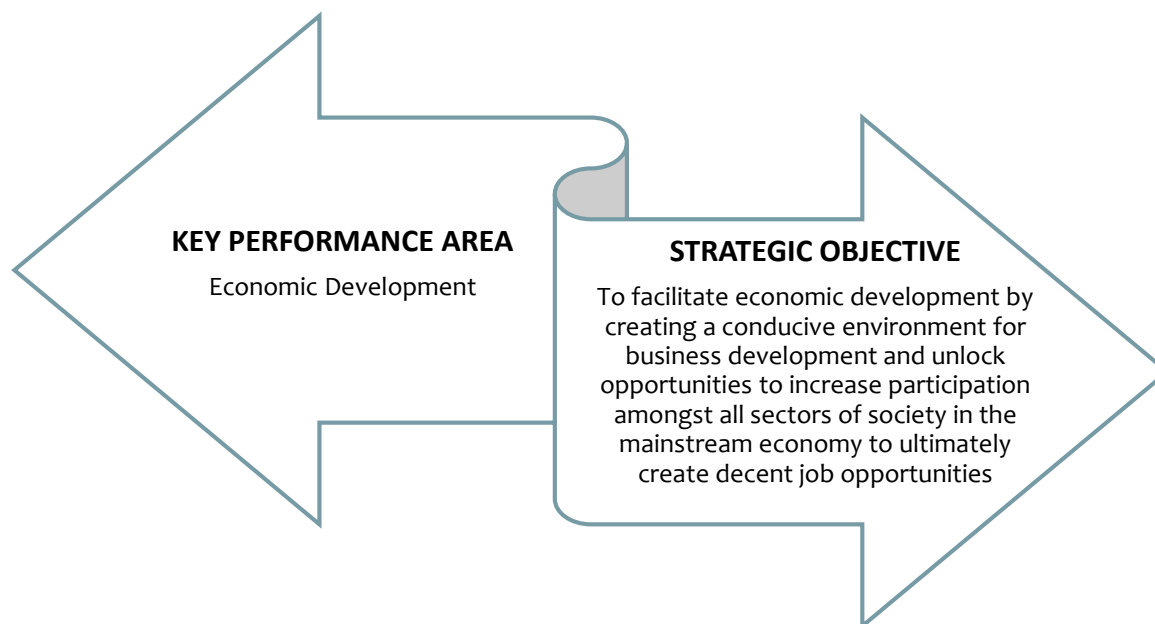 KEY PERFORMANCE AREA
Economic Development
STRATEGIC OBJECTIVE
To facilitate economic development by
creating a conducive environment for
business development and unlock
opportunities to increase participation
amongst all sectors of society in the
mainstream economy to ultimately
create decent job opportunities